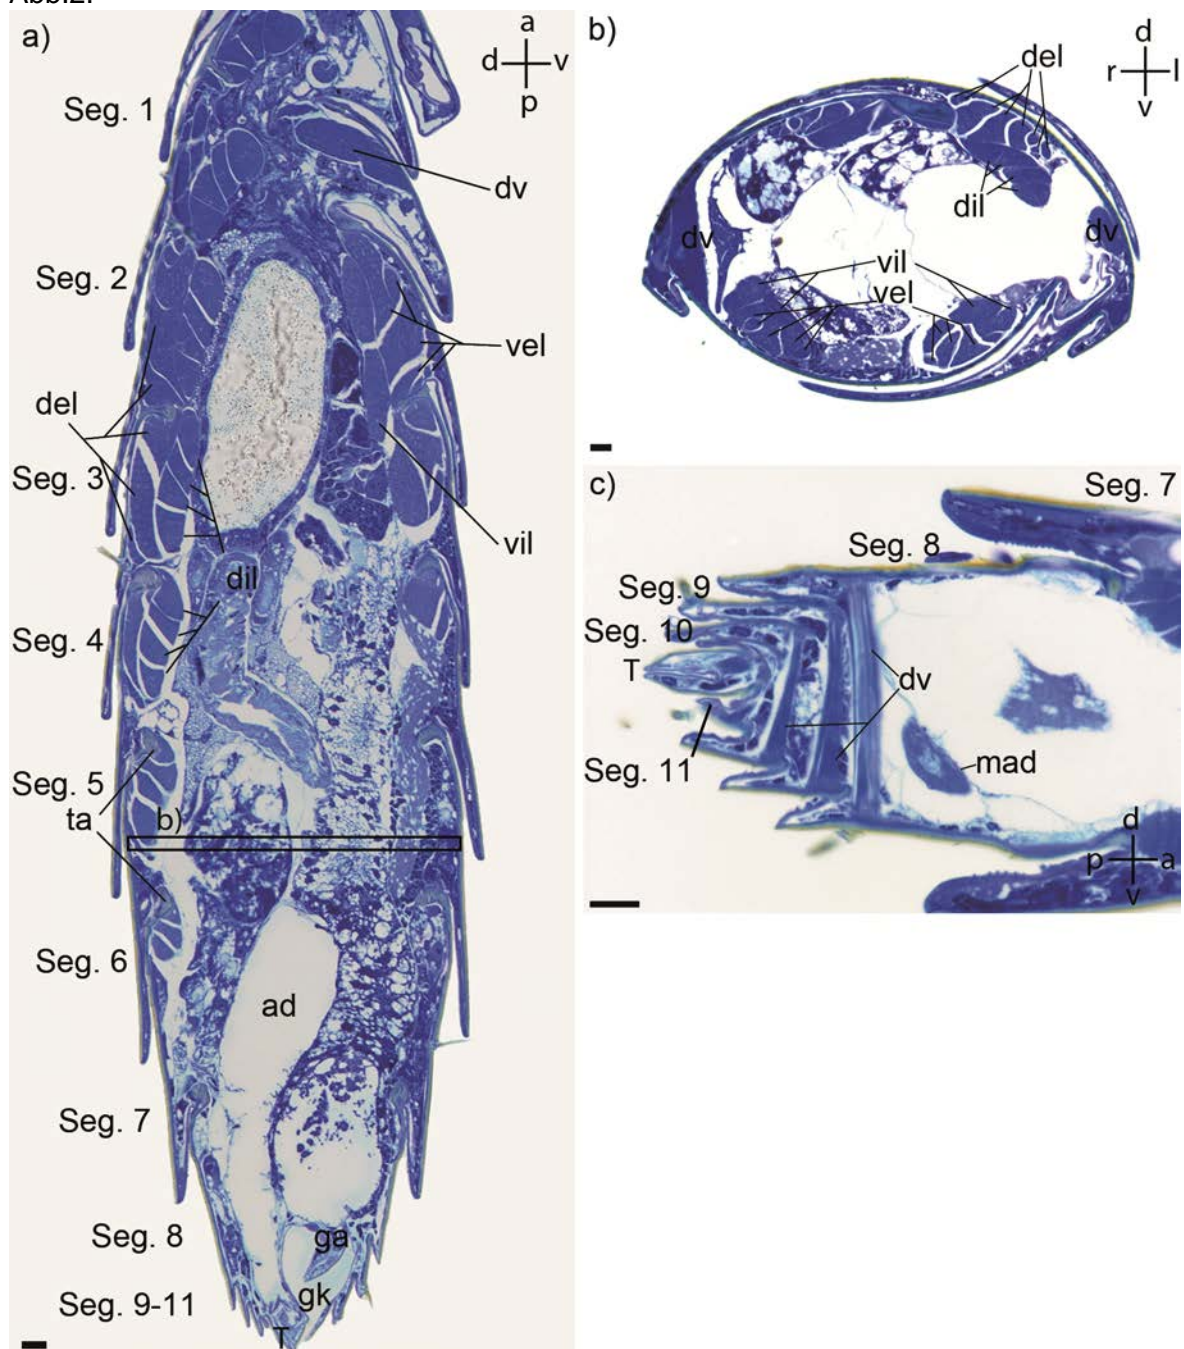 Abb.2.
a)
a
d v
p
Seg. 1
dv
Seg. 2
vel
del
Seg. 3
vil
dil
Seg. 4
Seg. 5
ta
b)
Seg. 6
ad
Seg. 7
Seg. 8
ga
gk
Seg. 9-11
T
b)
d
r l
v
del
dil
dv
dv
vil
vel
c)
Seg. 7
Seg. 8
Seg. 9
Seg. 10
T
dv
Seg. 11
mad
d
p a
v